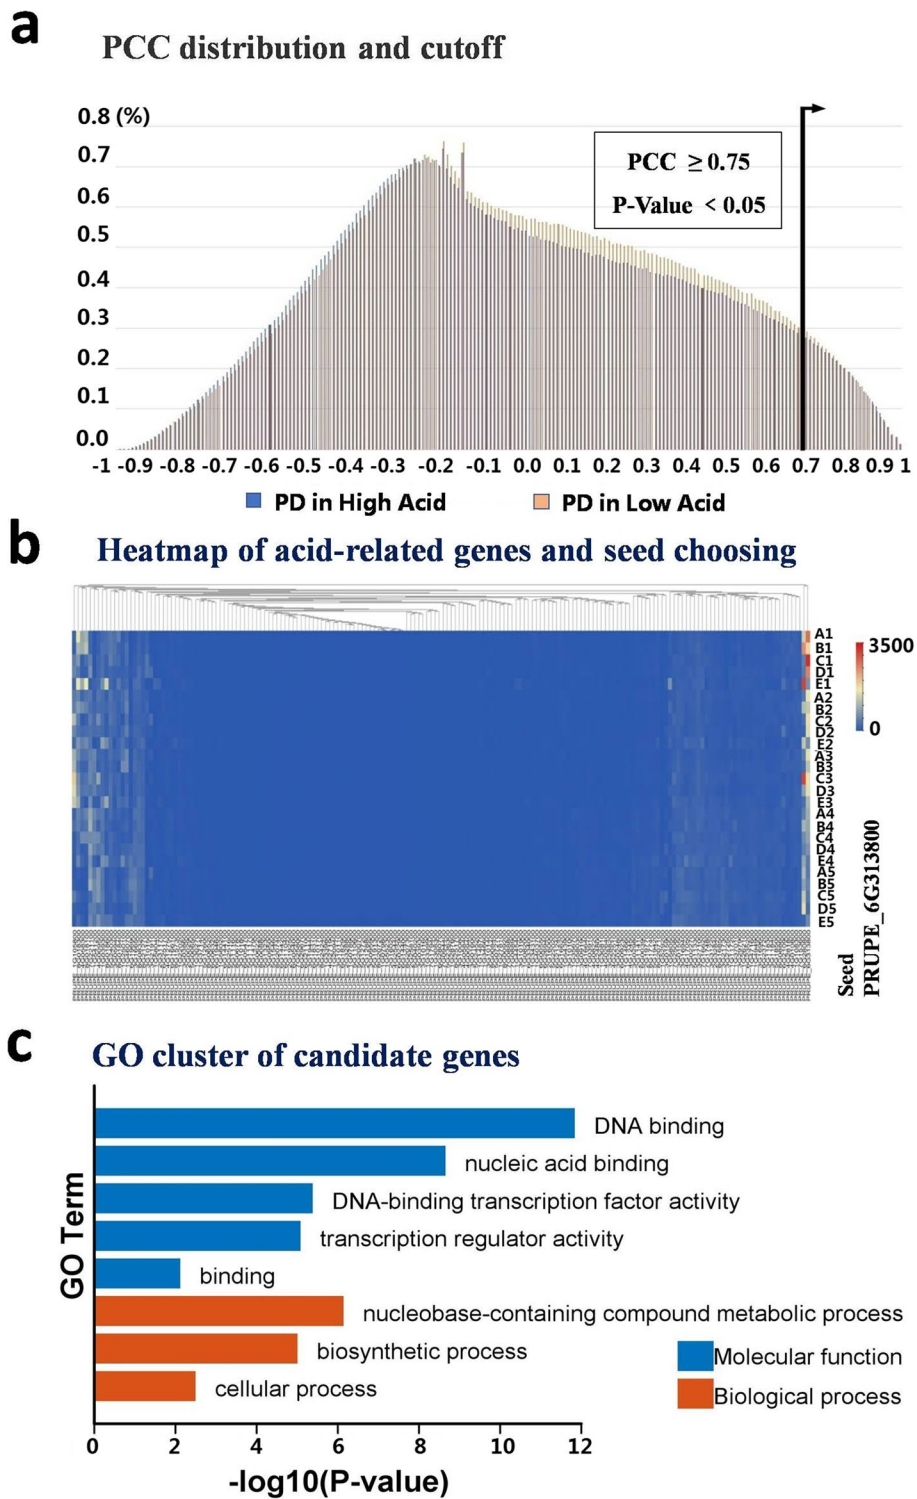 a
PCC distribution and cutoff
0.8 (%)
0.7
0.6
0.5
0.4
0.3
0.2
0.1
0.0
PCC ≥ 0.75
P-Value < 0.05
-1 -0.9 -0.8 -0.7 -0.6 -0.5 -0.4 -0.3 -0.2 -0.1 0.0 0.1 0.2 0.3 0.4 0.5 0.6 0.7 0.8 0.9 1
PD in High Acid PD in Low Acid
b
Heatmap of acid-related genes and seed choosing
A1
B1
C1
D1
E1
A2
B2
C2
D2
E2
A3
B3
C3
D3
E3
A4
B4
C4
D4
E4
A5
B5
C5
D5
E5
3500
0
Seed
PRUPE_6G313800
c
GO cluster of candidate genes
GO Term
DNA binding
nucleic acid binding
DNA-binding transcription factor activity
transcription regulator activity
binding
nucleobase-containing compound metabolic process
biosynthetic process
cellular process
Molecular function
Biological process
0 2 4 6 8 10 12
-log10(P-value)